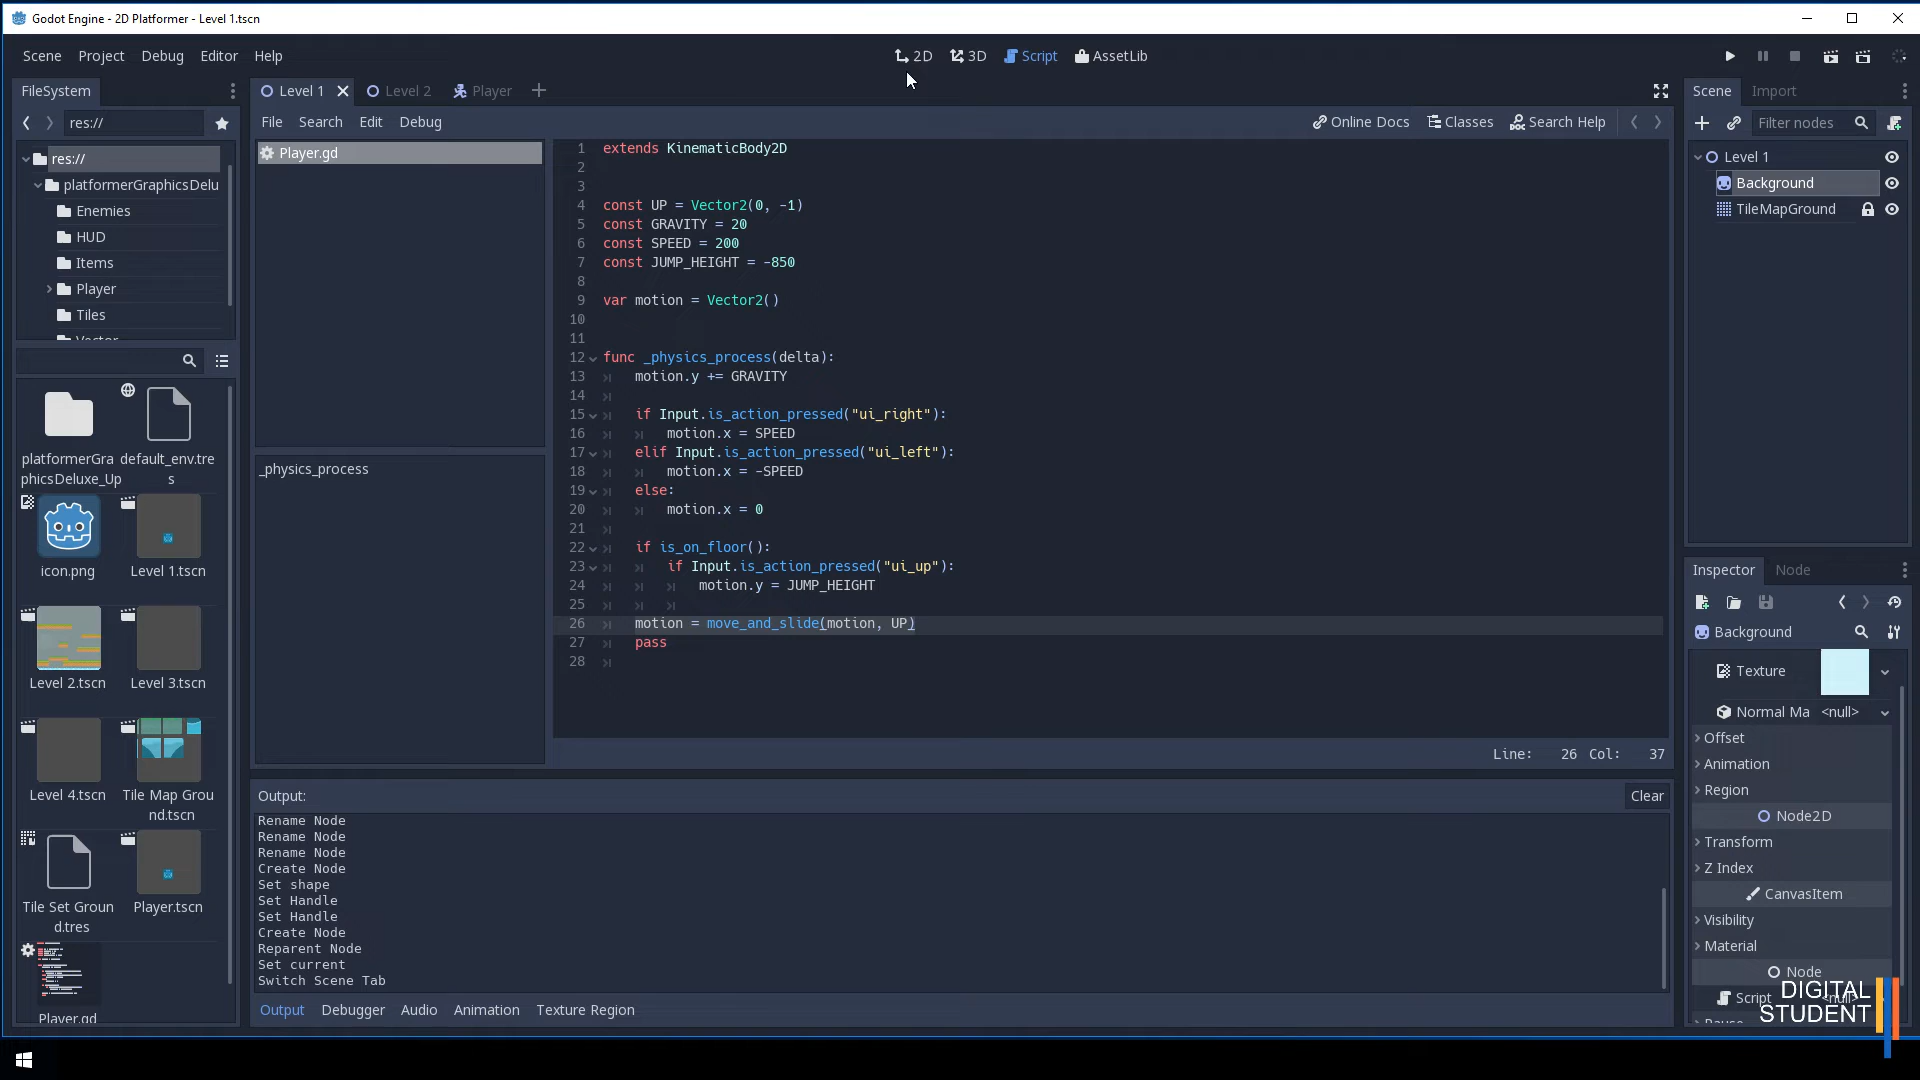 Godot Engine - 2D Platformer - Level 1.tscn
Scene Project Debug Editor Help
2D 3D Script AssetLib
FileSystem
res://
res://
platformerGraphicsDelu
Enemies
HUD
Items
Player
Tiles
Vector
platformerGra
phicsDeluxe_Up
default_env.tre
s
icon.png
Level 1.tscn
Level 2.tscn
Level 3.tscn
Level 4.tscn
Tile Map Grou
nd.tscn
Tile Set Groun
d.tres
Player.tscn
Player.gd
Level 1 Level 2 Player
File Search Edit Debug
Online Docs Classes Search Help
Player.gd
_physics_process
1 extends KinematicBody2D
2
3
4 const UP = Vector2(0, -1)
5 const GRAVITY = 20
6 const SPEED = 200
7 const JUMP_HEIGHT = -850
8
9 var motion = Vector2()
10
11
12 func _physics_process(delta):
13 motion.y += GRAVITY
14
15 if Input.is_action_pressed("ui_right"):
16 motion.x = SPEED
17 elif Input.is_action_pressed("ui_left"):
18 motion.x = -SPEED
19 else:
20 motion.x = 0
21
22 if is_on_floor():
23 if Input.is_action_pressed("ui_up"):
24 motion.y = JUMP_HEIGHT
25
26 motion = move_and_slide(motion, UP)
27 pass
28
Line: 26 Col: 37
Output:
Clear
Rename Node
Rename Node
Rename Node
Create Node
Set shape
Set Handle
Set Handle
Create Node
Reparent Node
Set current
Switch Scene Tab
Output Debugger Audio Animation Texture Region
Scene Import
Filter nodes
Level 1
Background
TileMapGround
Inspector Node
Background
Texture
Normal Ma <null>
Offset
Animation
Region
Node2D
Transform
Z Index
CanvasItem
Visibility
Material
Node
Script <null>
Pause
DIGITAL
STUDENT